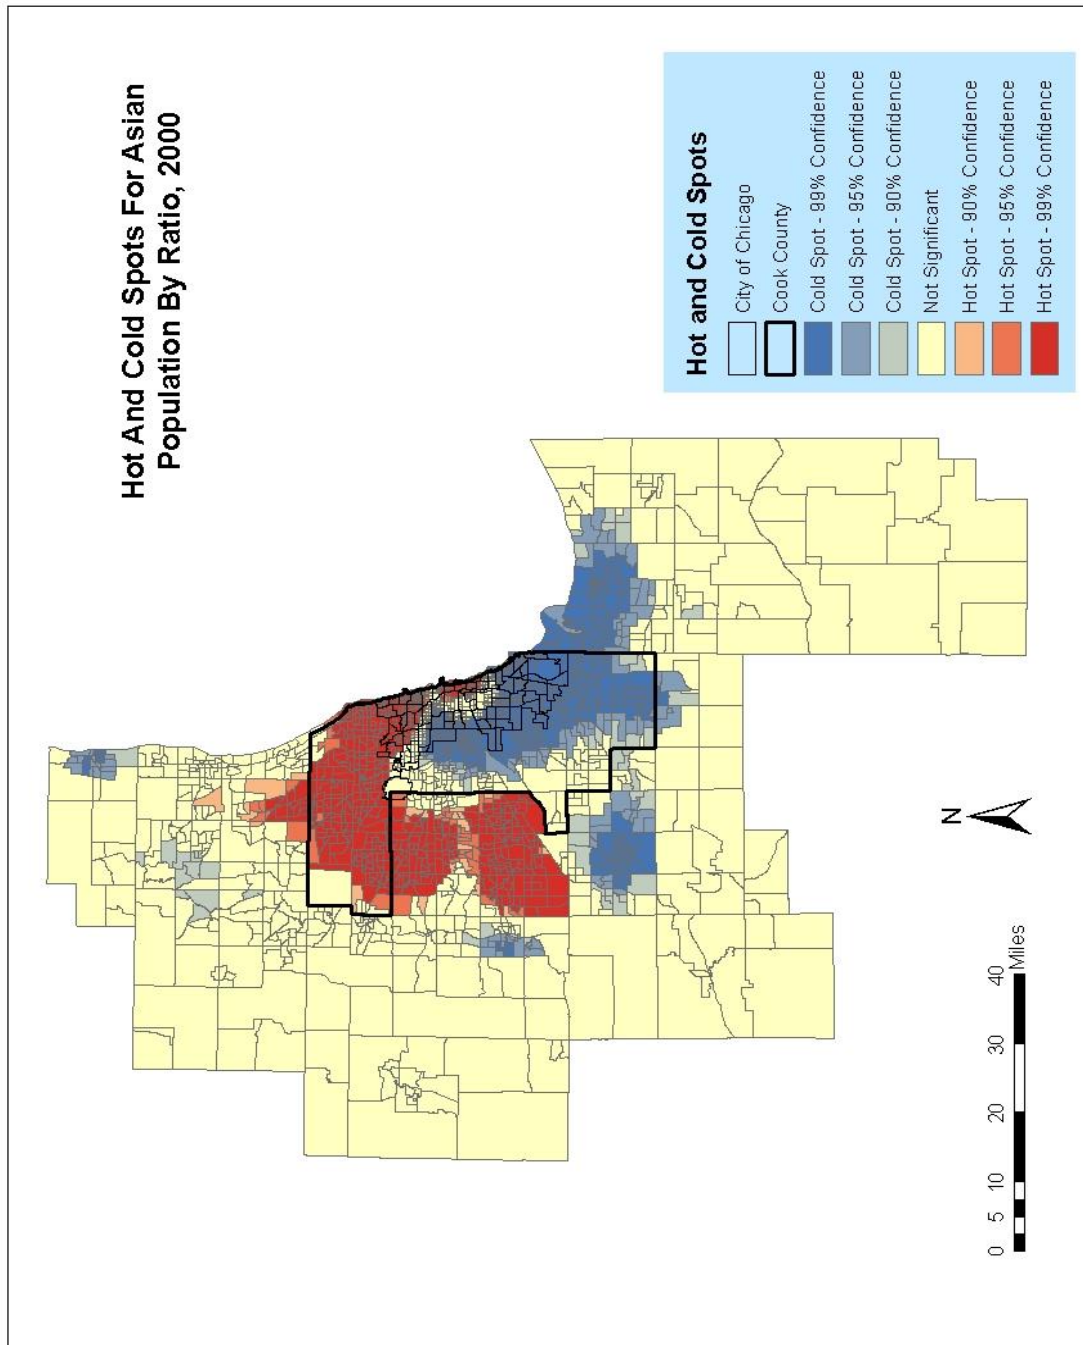 Hot And Cold Spots For Asian
Population By Ratio, 2000
Hot and Cold Spots
City of Chicago
Cook County
Cold Spot - 99% Confidence
Cold Spot - 95% Confidence
Cold Spot - 90% Confidence
Not Significant
Hot Spot - 90% Confidence
Hot Spot - 95% Confidence
Hot Spot - 99% Confidence
N
0 5 10 20 30 40
Miles